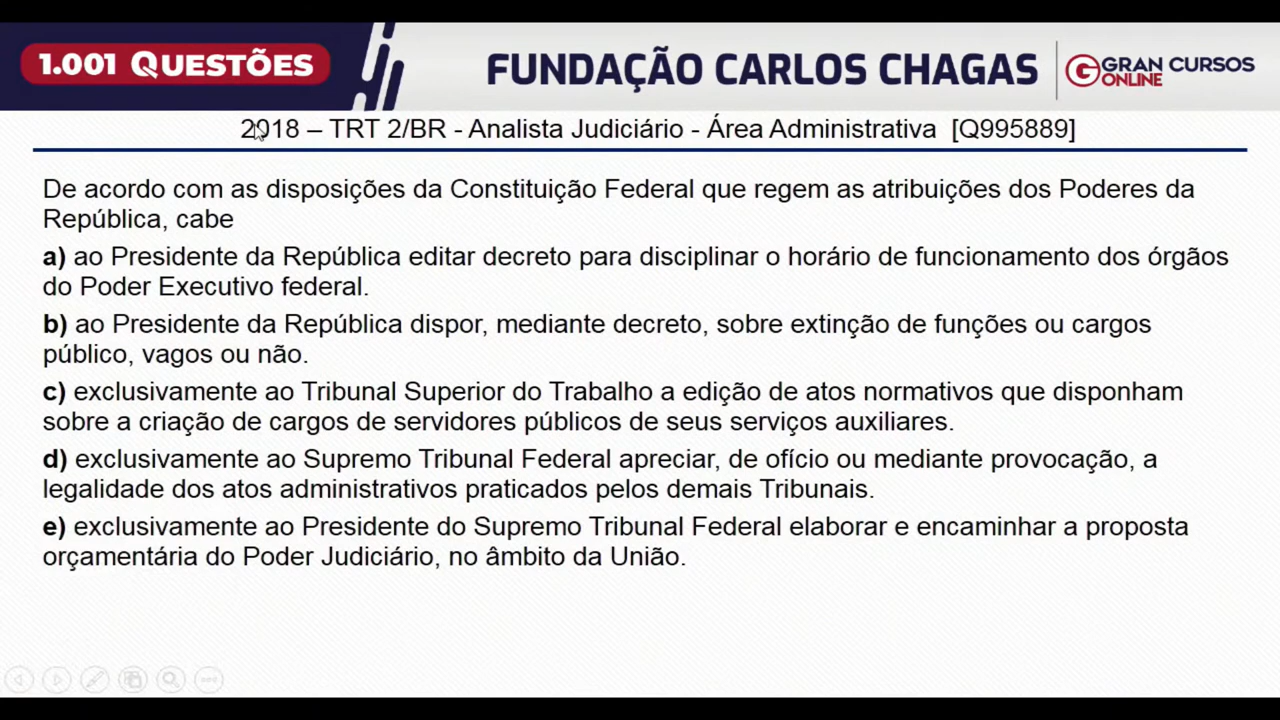 1.001 QUESTÕES
FUNDAÇÃO CARLOS CHAGAS
GRAN CURSOS
ONLINE
2018 – TRT 2/BR - Analista Judiciário - Área Administrativa [Q995889]
De acordo com as disposições da Constituição Federal que regem as atribuições dos Poderes da
República, cabe
a) ao Presidente da República editar decreto para disciplinar o horário de funcionamento dos órgãos
do Poder Executivo federal.
b) ao Presidente da República dispor, mediante decreto, sobre extinção de funções ou cargos
público, vagos ou não.
c) exclusivamente ao Tribunal Superior do Trabalho a edição de atos normativos que disponham
sobre a criação de cargos de servidores públicos de seus serviços auxiliares.
d) exclusivamente ao Supremo Tribunal Federal apreciar, de ofício ou mediante provocação, a
legalidade dos atos administrativos praticados pelos demais Tribunais.
e) exclusivamente ao Presidente do Supremo Tribunal Federal elaborar e encaminhar a proposta
orçamentária do Poder Judiciário, no âmbito da União.